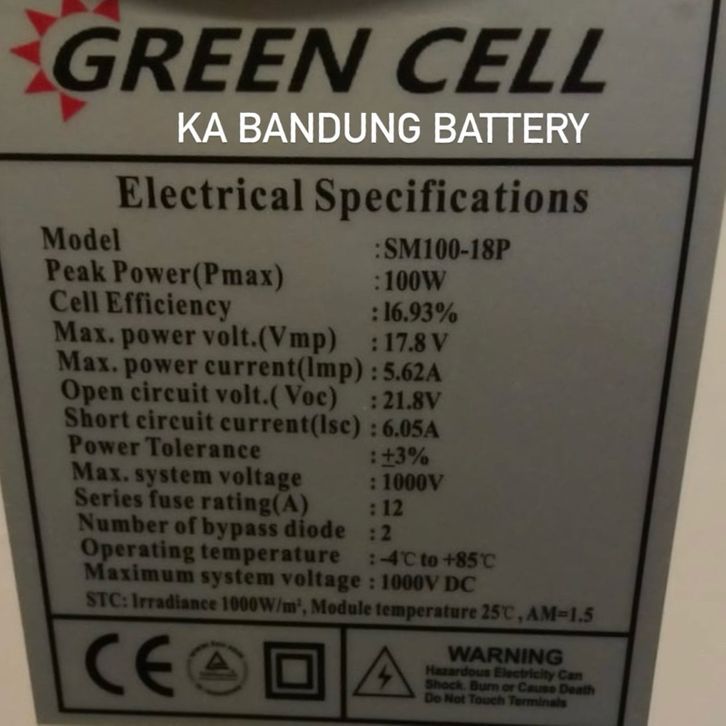 GREEN CELL
KA BANDUNG BATTERY
Electrical Specifications
Model :SM100-18P
Peak Power(Pmax) :100W
Cell Efficiency :16.93%
Max. power volt.(Vmp) :17.8V
Max. power current(Imp) :5.62A
Open circuit volt.( Voc) :21.8V
Short circuit current(Isc) :6.05A
Power Tolerance :±3%
Max. system voltage :1000V
Series fuse rating(A) :12
Number of bypass diode :2
Operating temperature :-4℃ to +85℃
Maximum system voltage :1000V DC
STC: Irradiance 1000W/m², Module temperature 25℃, AM=1.5
CE
WARNING
Hazardous Electricity Can
Shock. Burn or Cause Death
Do Not Touch Terminals